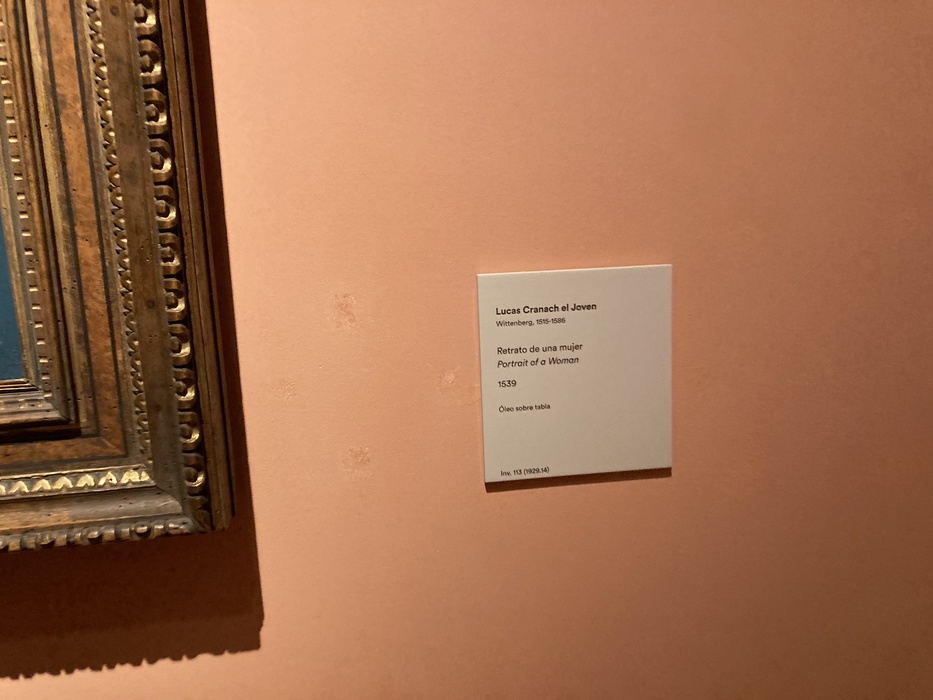 Lucas Cranach el Joven
Wittenberg, 1515-1586
Retrato de una mujer
Portrait of a Woman
1539
Óleo sobre tabla
Inv. 113 (1929.14)